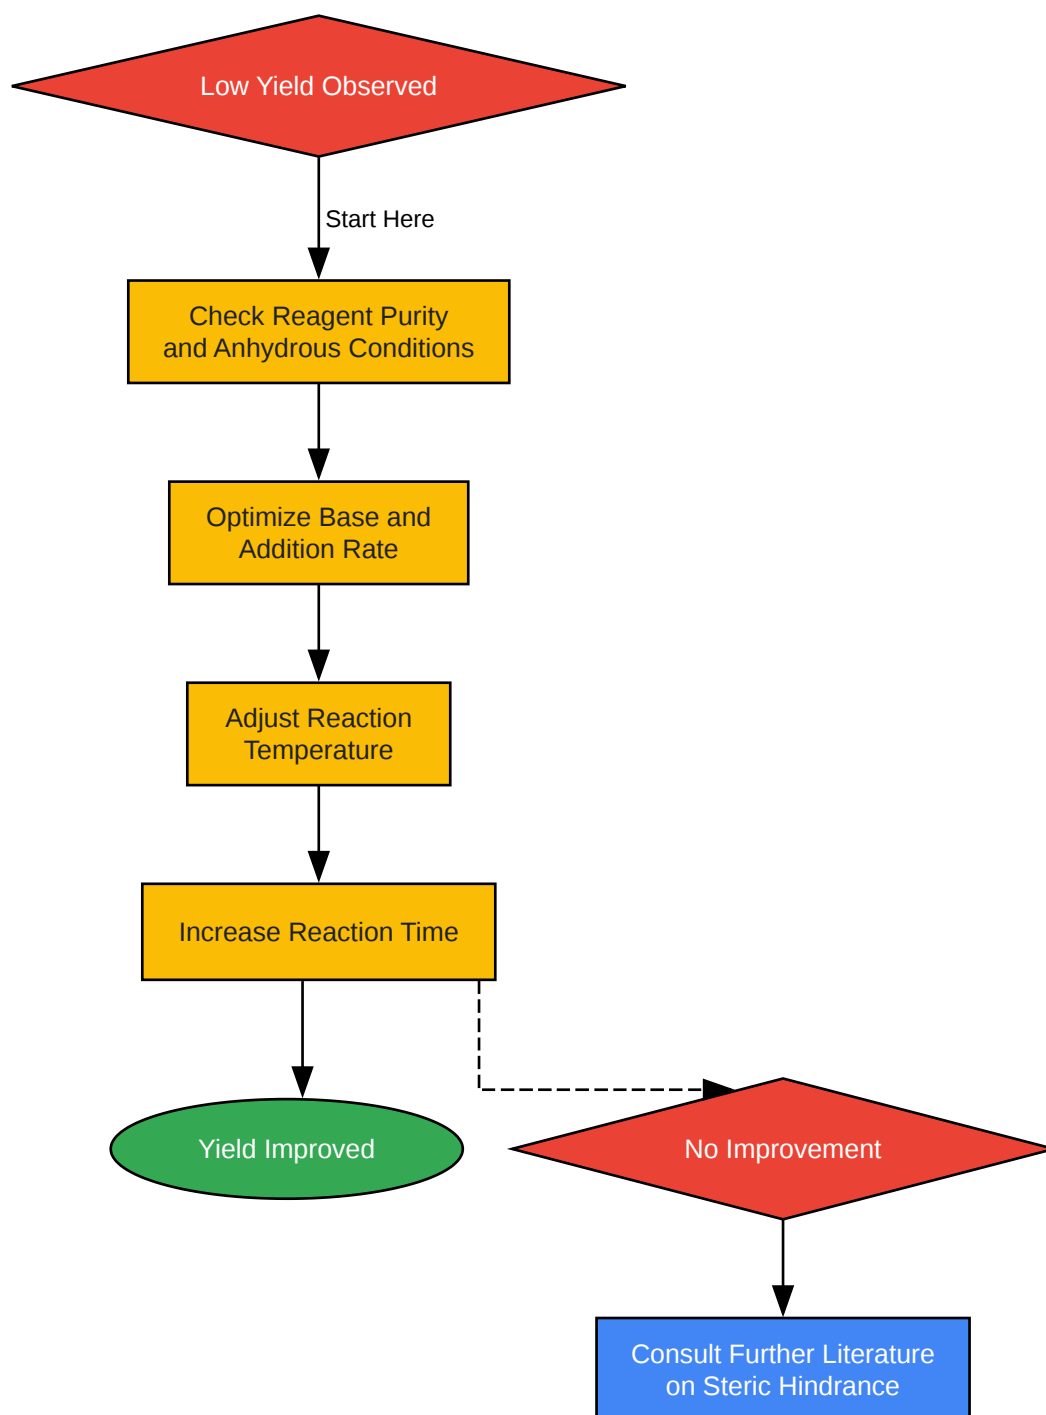 Low Yield Observed
Start Here
Check Reagent Purity
and Anhydrous Conditions
Optimize Base and
Addition Rate
Adjust Reaction
Temperature
Increase Reaction Time
Yield Improved
No Improvement
Consult Further Literature
on Steric Hindrance